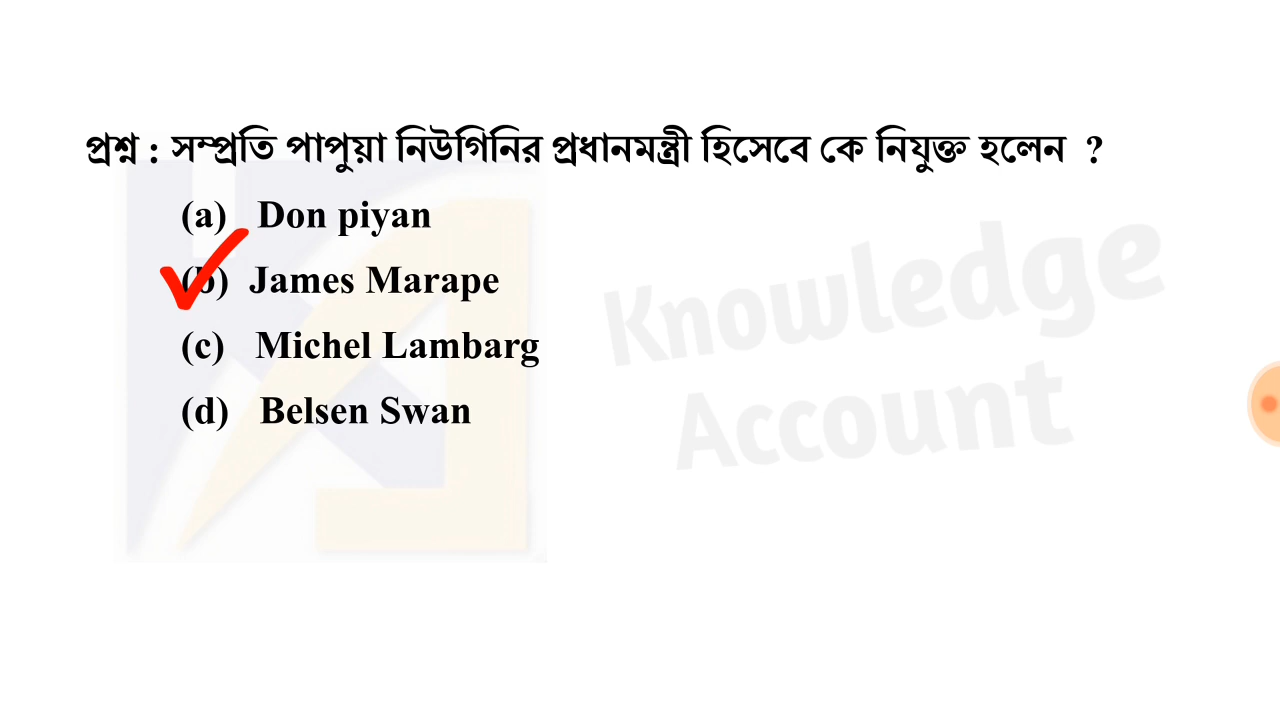 প্রশ্ন : সম্প্রতি পাপুয়া নিউগিনির প্রধানমন্ত্রী হিসেবে কে নিযুক্ত হলেন ?
(a) Don piyan
(b) James Marape
(c) Michel Lambarg
(d) Belsen Swan
Knowledge
Account